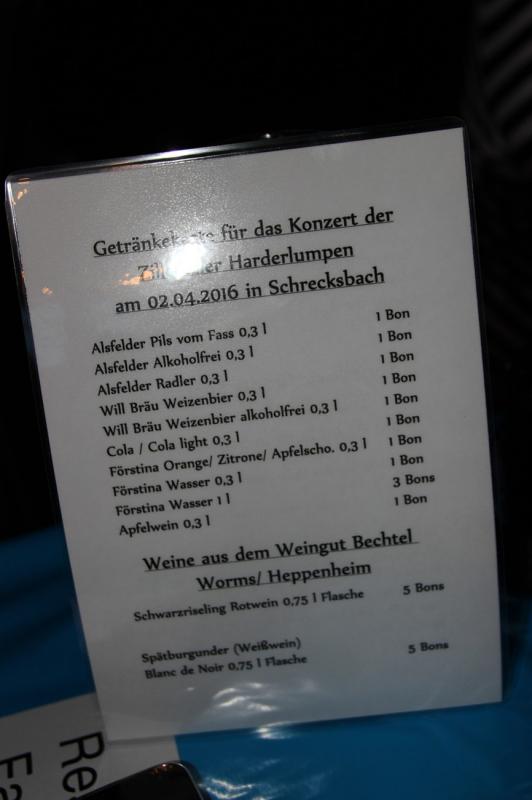 Getränkekarte für das Konzert der
Zillertaler Harderlumpen
am 02.04.2016 in Schrecksbach
Alsfelder Pils vom Fass 0,3 l 1 Bon
Alsfelder Alkoholfrei 0,3 l 1 Bon
Alsfelder Radler 0,3 l 1 Bon
Will Bräu Weizenbier 0,3 l 1 Bon
Will Bräu Weizenbier alkoholfrei 0,3 l 1 Bon
Cola / Cola light 0,3 l 1 Bon
Förstina Orange/ Zitrone/ Apfelscho. 0,3 l 1 Bon
Förstina Wasser 0,3 l 1 Bon
Förstina Wasser 1 l 3 Bons
Apfelwein 0,3 l 1 Bon
Weine aus dem Weingut Bechtel
Worms/ Heppenheim
Schwarzriseling Rotwein 0,75 l Flasche 5 Bons
Spätburgunder (Weißwein)
Blanc de Noir 0,75 l Flasche 5 Bons